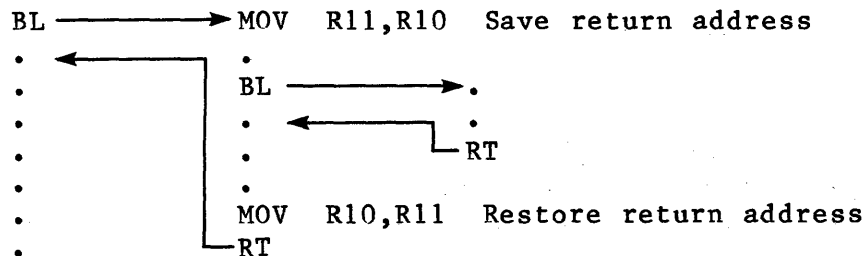 BL MOV R11,R10 Save return address
. .
. BL .
. . .
. . RT
. .
. MOV R10,R11 Restore return address
. RT